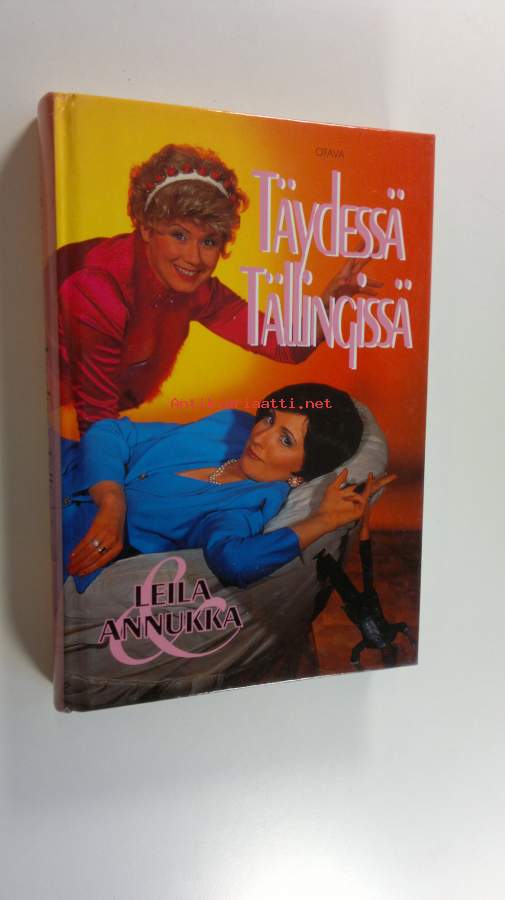 OTAVA
Täydessä
Tällingissä
Antikvariaatti.net
LEILA
&
ANNUKKA